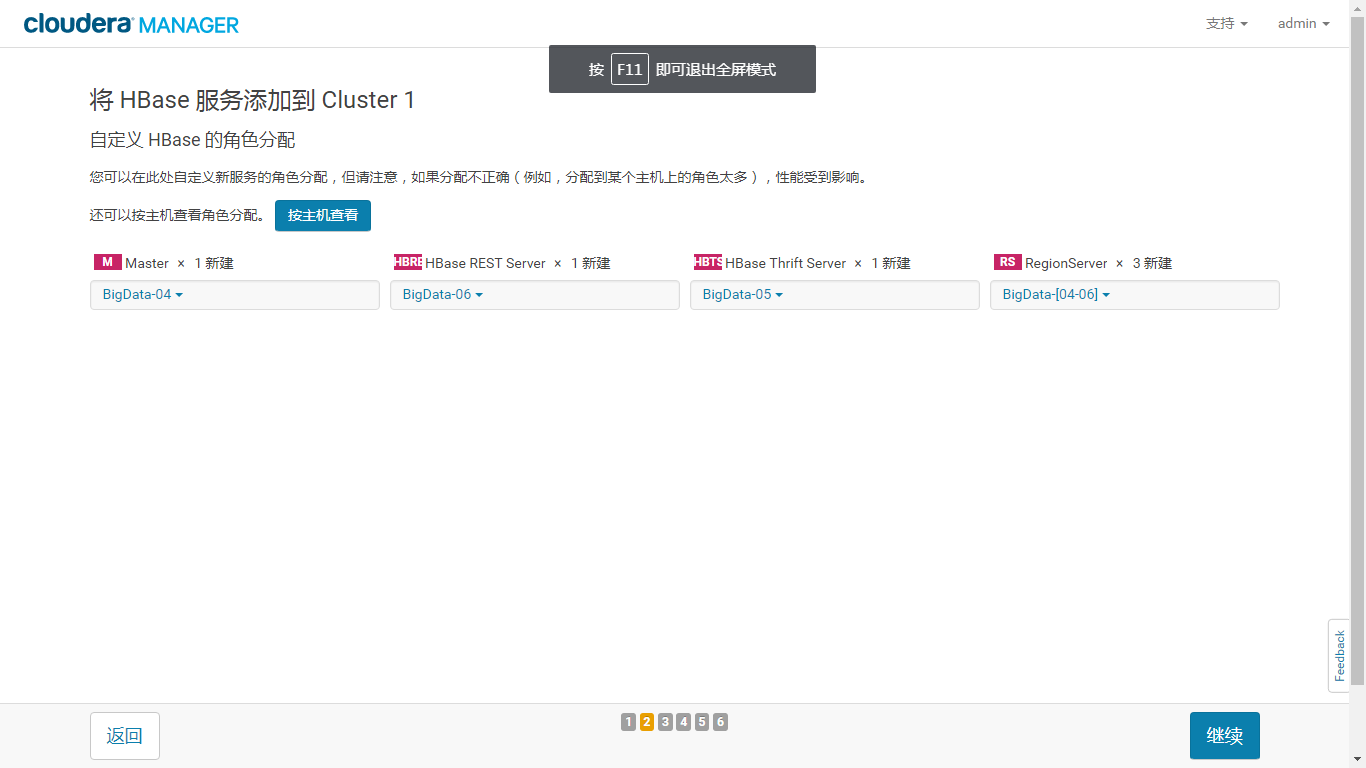 cloudera MANAGER
支持
admin
按 F11 即可退出全屏模式
将 HBase 服务添加到 Cluster 1
自定义 HBase 的角色分配
您可以在此处自定义新服务的角色分配，但请注意，如果分配不正确（例如，分配到某个主机上的角色太多），性能受到影响。
还可以按主机查看角色分配。 按主机查看
M Master × 1 新建
HBRE HBase REST Server × 1 新建
HBTS HBase Thrift Server × 1 新建
RS RegionServer × 3 新建
BigData-04
BigData-06
BigData-05
BigData-[04-06]
Feedback
返回
1 2 3 4 5 6
继续